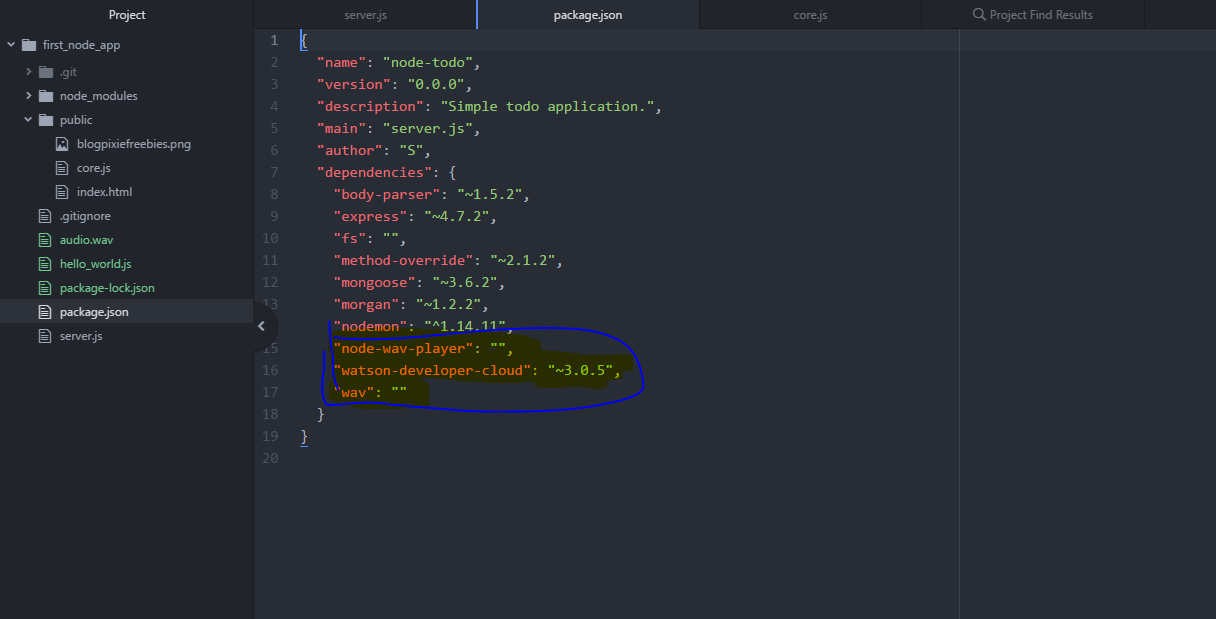 Project
first_node_app
.git
node_modules
public
blogpixiefreebies.png
core.js
index.html
.gitignore
audio.wav
hello_world.js
package-lock.json
package.json
server.js
server.js
package.json
core.js
Project Find Results
1 {
2 "name": "node-todo",
3 "version": "0.0.0",
4 "description": "Simple todo application.",
5 "main": "server.js",
6 "author": "S",
7 "dependencies": {
8 "body-parser": "~1.5.2",
9 "express": "~4.7.2",
10 "fs": "",
11 "method-override": "~2.1.2",
12 "mongoose": "~3.6.2",
13 "morgan": "~1.2.2",
"nodemon": "^1.14.11",
15 "node-wav-player": "",
16 "watson-developer-cloud": "~3.0.5",
17 "wav": ""
18 }
19 }
20